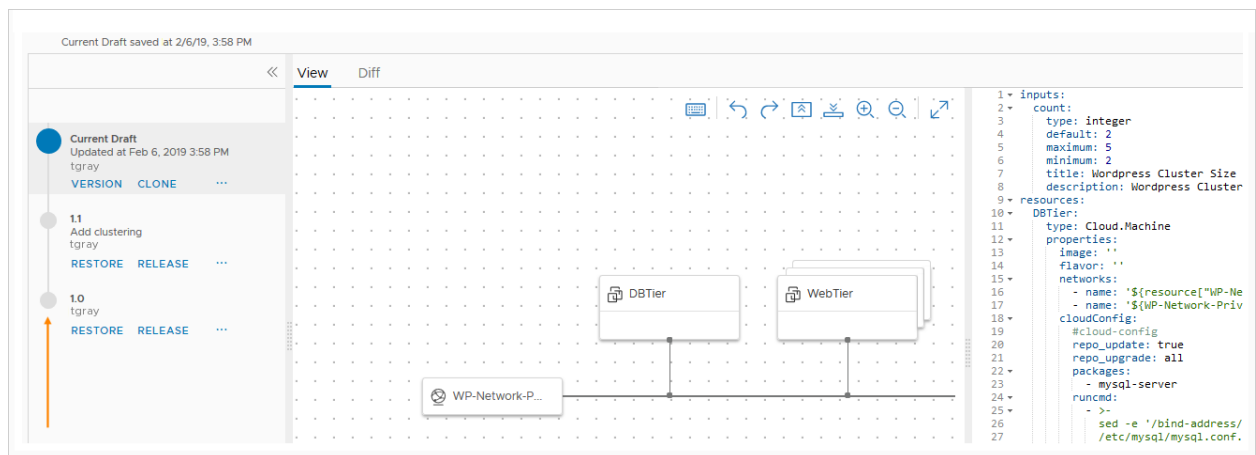 Current Draft saved at 2/6/19, 3:58 PM
View Diff
Current Draft
Updated at Feb 6, 2019 3:58 PM
tgray
VERSION CLONE ...
1.1
Add clustering
tgray
RESTORE RELEASE ...
1.0
tgray
RESTORE RELEASE ...
DBTier
WebTier
WP-Network-P...
1 inputs:
2 count:
3 type: integer
4 default: 2
5 maximum: 5
6 minimum: 2
7 title: Wordpress Cluster Size
8 description: Wordpress Cluster
9 resources:
10 DBTier:
11 type: Cloud.Machine
12 properties:
13 image: ''
14 flavor: ''
15 networks:
16 - name: '${resource["WP-Ne
17 - name: '${WP-Network-Priv
18 cloudConfig:
19 #cloud-config
20 repo_update: true
21 repo_upgrade: all
22 packages:
23 - mysql-server
24 runcmd:
25 - >-
26 sed -e '/bind-address/
27 /etc/mysql/mysql.conf.